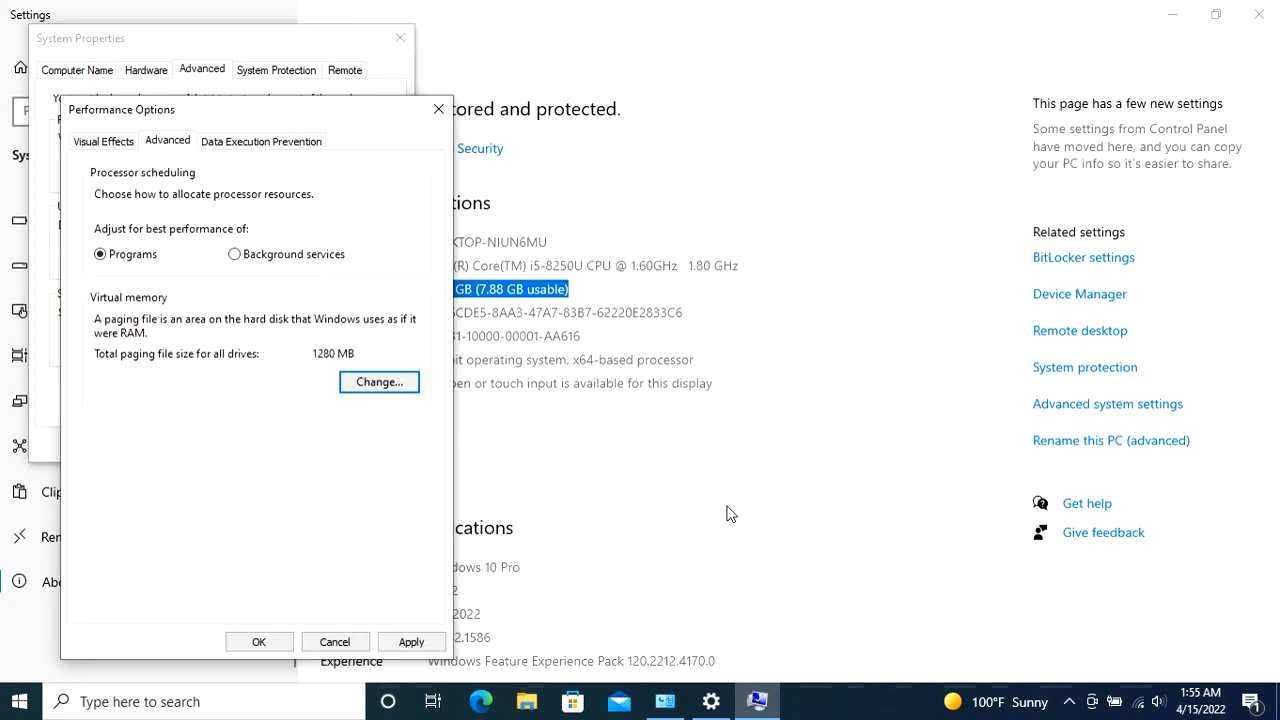 Settings
System Properties
Computer Name
Hardware
Advanced
System Protection
Remote
Performance Options
Visual Effects
Advanced
Data Execution Prevention
Processor scheduling
Choose how to allocate processor resources.
Adjust for best performance of:
Programs
Background services
Virtual memory
A paging file is an area on the hard disk that Windows uses as if it
were RAM.
Total paging file size for all drives:
1280 MB
Change...
OK
Cancel
Apply
Sys
Clip
Rem
Abo
tored and protected.
Security
tions
KTOP-NIUN6MU
(R) Core(TM) i5-8250U CPU @ 1.60GHz 1.80 GHz
GB (7.88 GB usable)
CDE5-8AA3-47A7-83B7-62220E2833C6
31-10000-00001-AA616
bit operating system, x64-based processor
pen or touch input is available for this display
cations
dows 10 Pro
2
2022
2.1586
Experience
Windows Feature Experience Pack 120.2212.4170.0
This page has a few new settings
Some settings from Control Panel
have moved here, and you can copy
your PC info so it's easier to share.
Related settings
BitLocker settings
Device Manager
Remote desktop
System protection
Advanced system settings
Rename this PC (advanced)
Get help
Give feedback
Type here to search
100°F Sunny
1:55 AM
4/15/2022
1